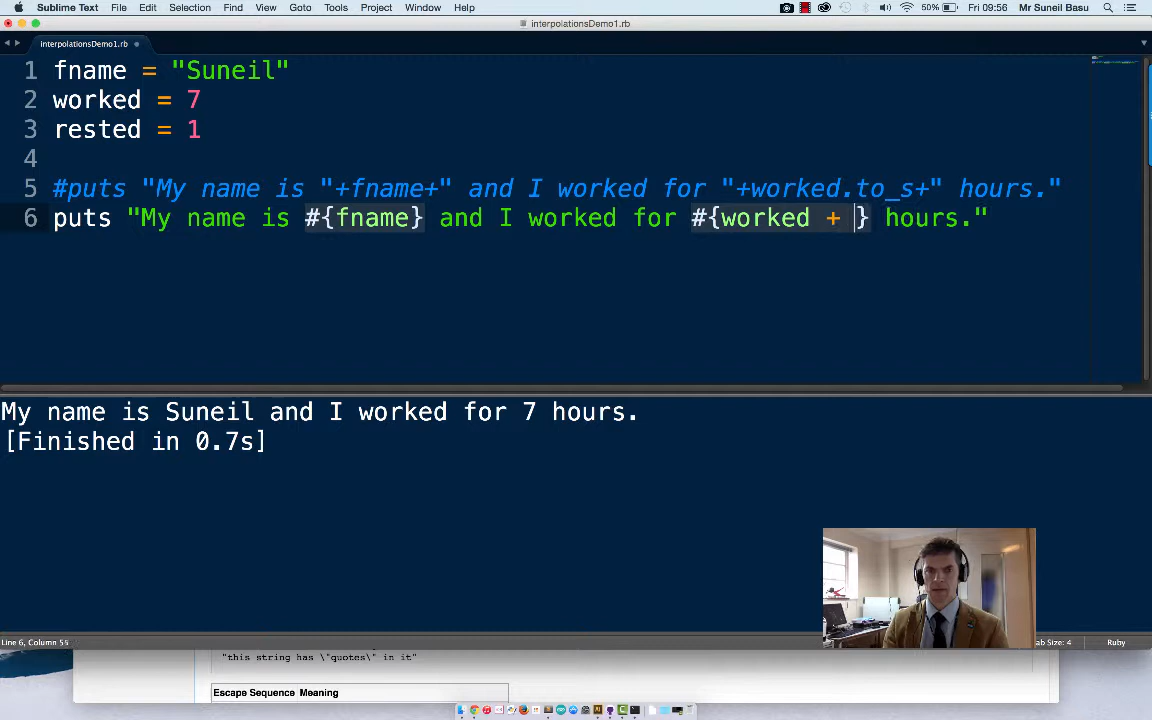 Sublime Text File Edit Selection Find View Goto Tools Project Window Help 50% Fri 09:56 Mr Suneil Basu
interpolationsDemo1.rb
interpolationsDemo1.rb
1 fname = "Suneil"
2 worked = 7
3 rested = 1
4
5 #puts "My name is "+fname+" and I worked for "+worked.to_s+" hours."
6 puts "My name is #{fname} and I worked for #{worked + } hours."
My name is Suneil and I worked for 7 hours.
[Finished in 0.7s]
Line 6, Column 55 ab Size: 4 Ruby
"this string has \"quotes\" in it"
Escape Sequence Meaning